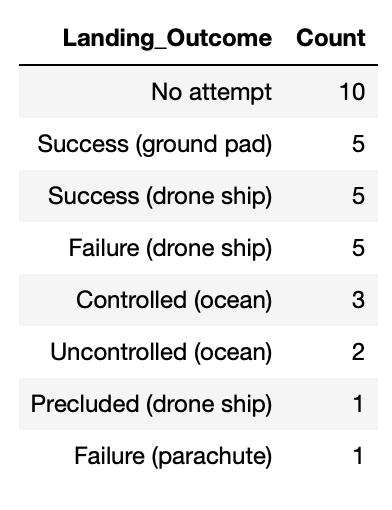 Landing_Outcome Count
No attempt 10
Success (ground pad) 5
Success (drone ship) 5
Failure (drone ship) 5
Controlled (ocean) 3
Uncontrolled (ocean) 2
Precluded (drone ship) 1
Failure (parachute) 1